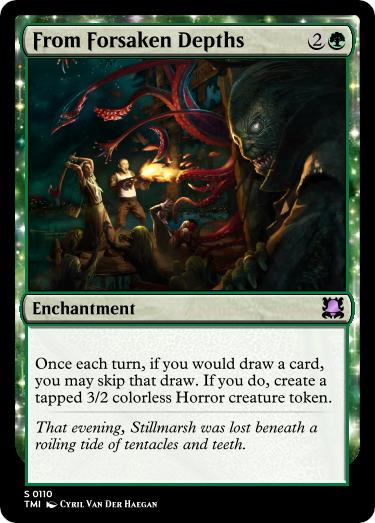 From Forsaken Depths 2
Enchantment
Once each turn, if you would draw a card,
you may skip that draw. If you do, create a
tapped 3/2 colorless Horror creature token.
That evening, Stillmarsh was lost beneath a
roiling tide of tentacles and teeth.
S 0110
TMI Cyril Van Der Haegan